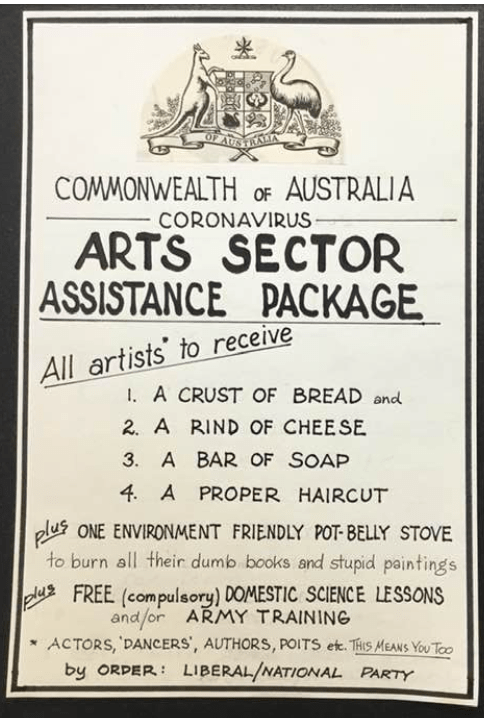 OF AUSTRALIA
COMMONWEALTH OF AUSTRALIA
CORONAVIRUS
ARTS SECTOR
ASSISTANCE PACKAGE
All artists* to receive
1. A CRUST OF BREAD and
2. A RIND OF CHEESE
3. A BAR OF SOAP
4. A PROPER HAIRCUT
plus ONE ENVIRONMENT FRIENDLY POT-BELLY STOVE
to burn all their dumb books and stupid paintings
plus FREE (compulsory) DOMESTIC SCIENCE LESSONS
and/or ARMY TRAINING
* ACTORS, 'DANCERS', AUTHORS, POITS etc. THIS MEANS YOU TOO
by ORDER: LIBERAL/NATIONAL PARTY